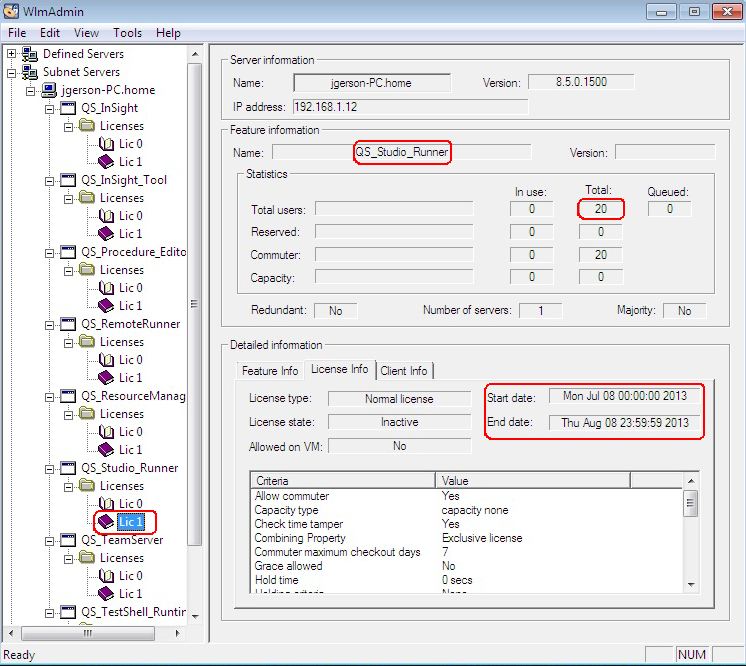 WlmAdmin
File Edit View Tools Help
Defined Servers
Subnet Servers
jgerson-PC.home
QS_InSight
Licenses
Lic 0
Lic 1
QS_InSight_Tool
Licenses
Lic 0
Lic 1
QS_Procedure_Edito
Licenses
Lic 0
Lic 1
QS_RemoteRunner
Licenses
Lic 0
Lic 1
QS_ResourceManag
Licenses
Lic 0
Lic 1
QS_Studio_Runner
Licenses
Lic 0
Lic 1
QS_TeamServer
Licenses
Lic 0
Lic 1
QS_TestShell_Runtin
Server information
Name: jgerson-PC.home Version: 8.5.0.1500
IP address: 192.168.1.12
Feature information
Name: QS_Studio_Runner Version:
Statistics
In use: Total: Queued:
Total users: 0 20 0
Reserved: 0 0
Commuter: 0 20
Capacity: 0 0
Redundant: No Number of servers: 1 Majority: No
Detailed information
Feature Info License Info Client Info
License type: Normal license Start date: Mon Jul 08 00:00:00 2013
License state: Inactive End date: Thu Aug 08 23:59:59 2013
Allowed on VM: No
Criteria Value
Allow commuter Yes
Capacity type capacity none
Check time tamper Yes
Combining Property Exclusive license
Commuter maximum checkout days 7
Grace allowed No
Hold time 0 secs
Holding criteria None
Ready NUM